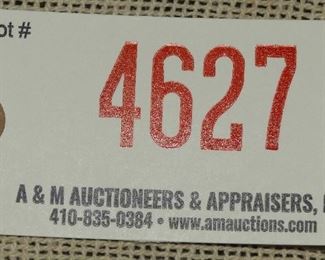 ot #
4627
A & M AUCTIONEERS & APPRAISERS,
410-835-0384 • www.amauctions.com